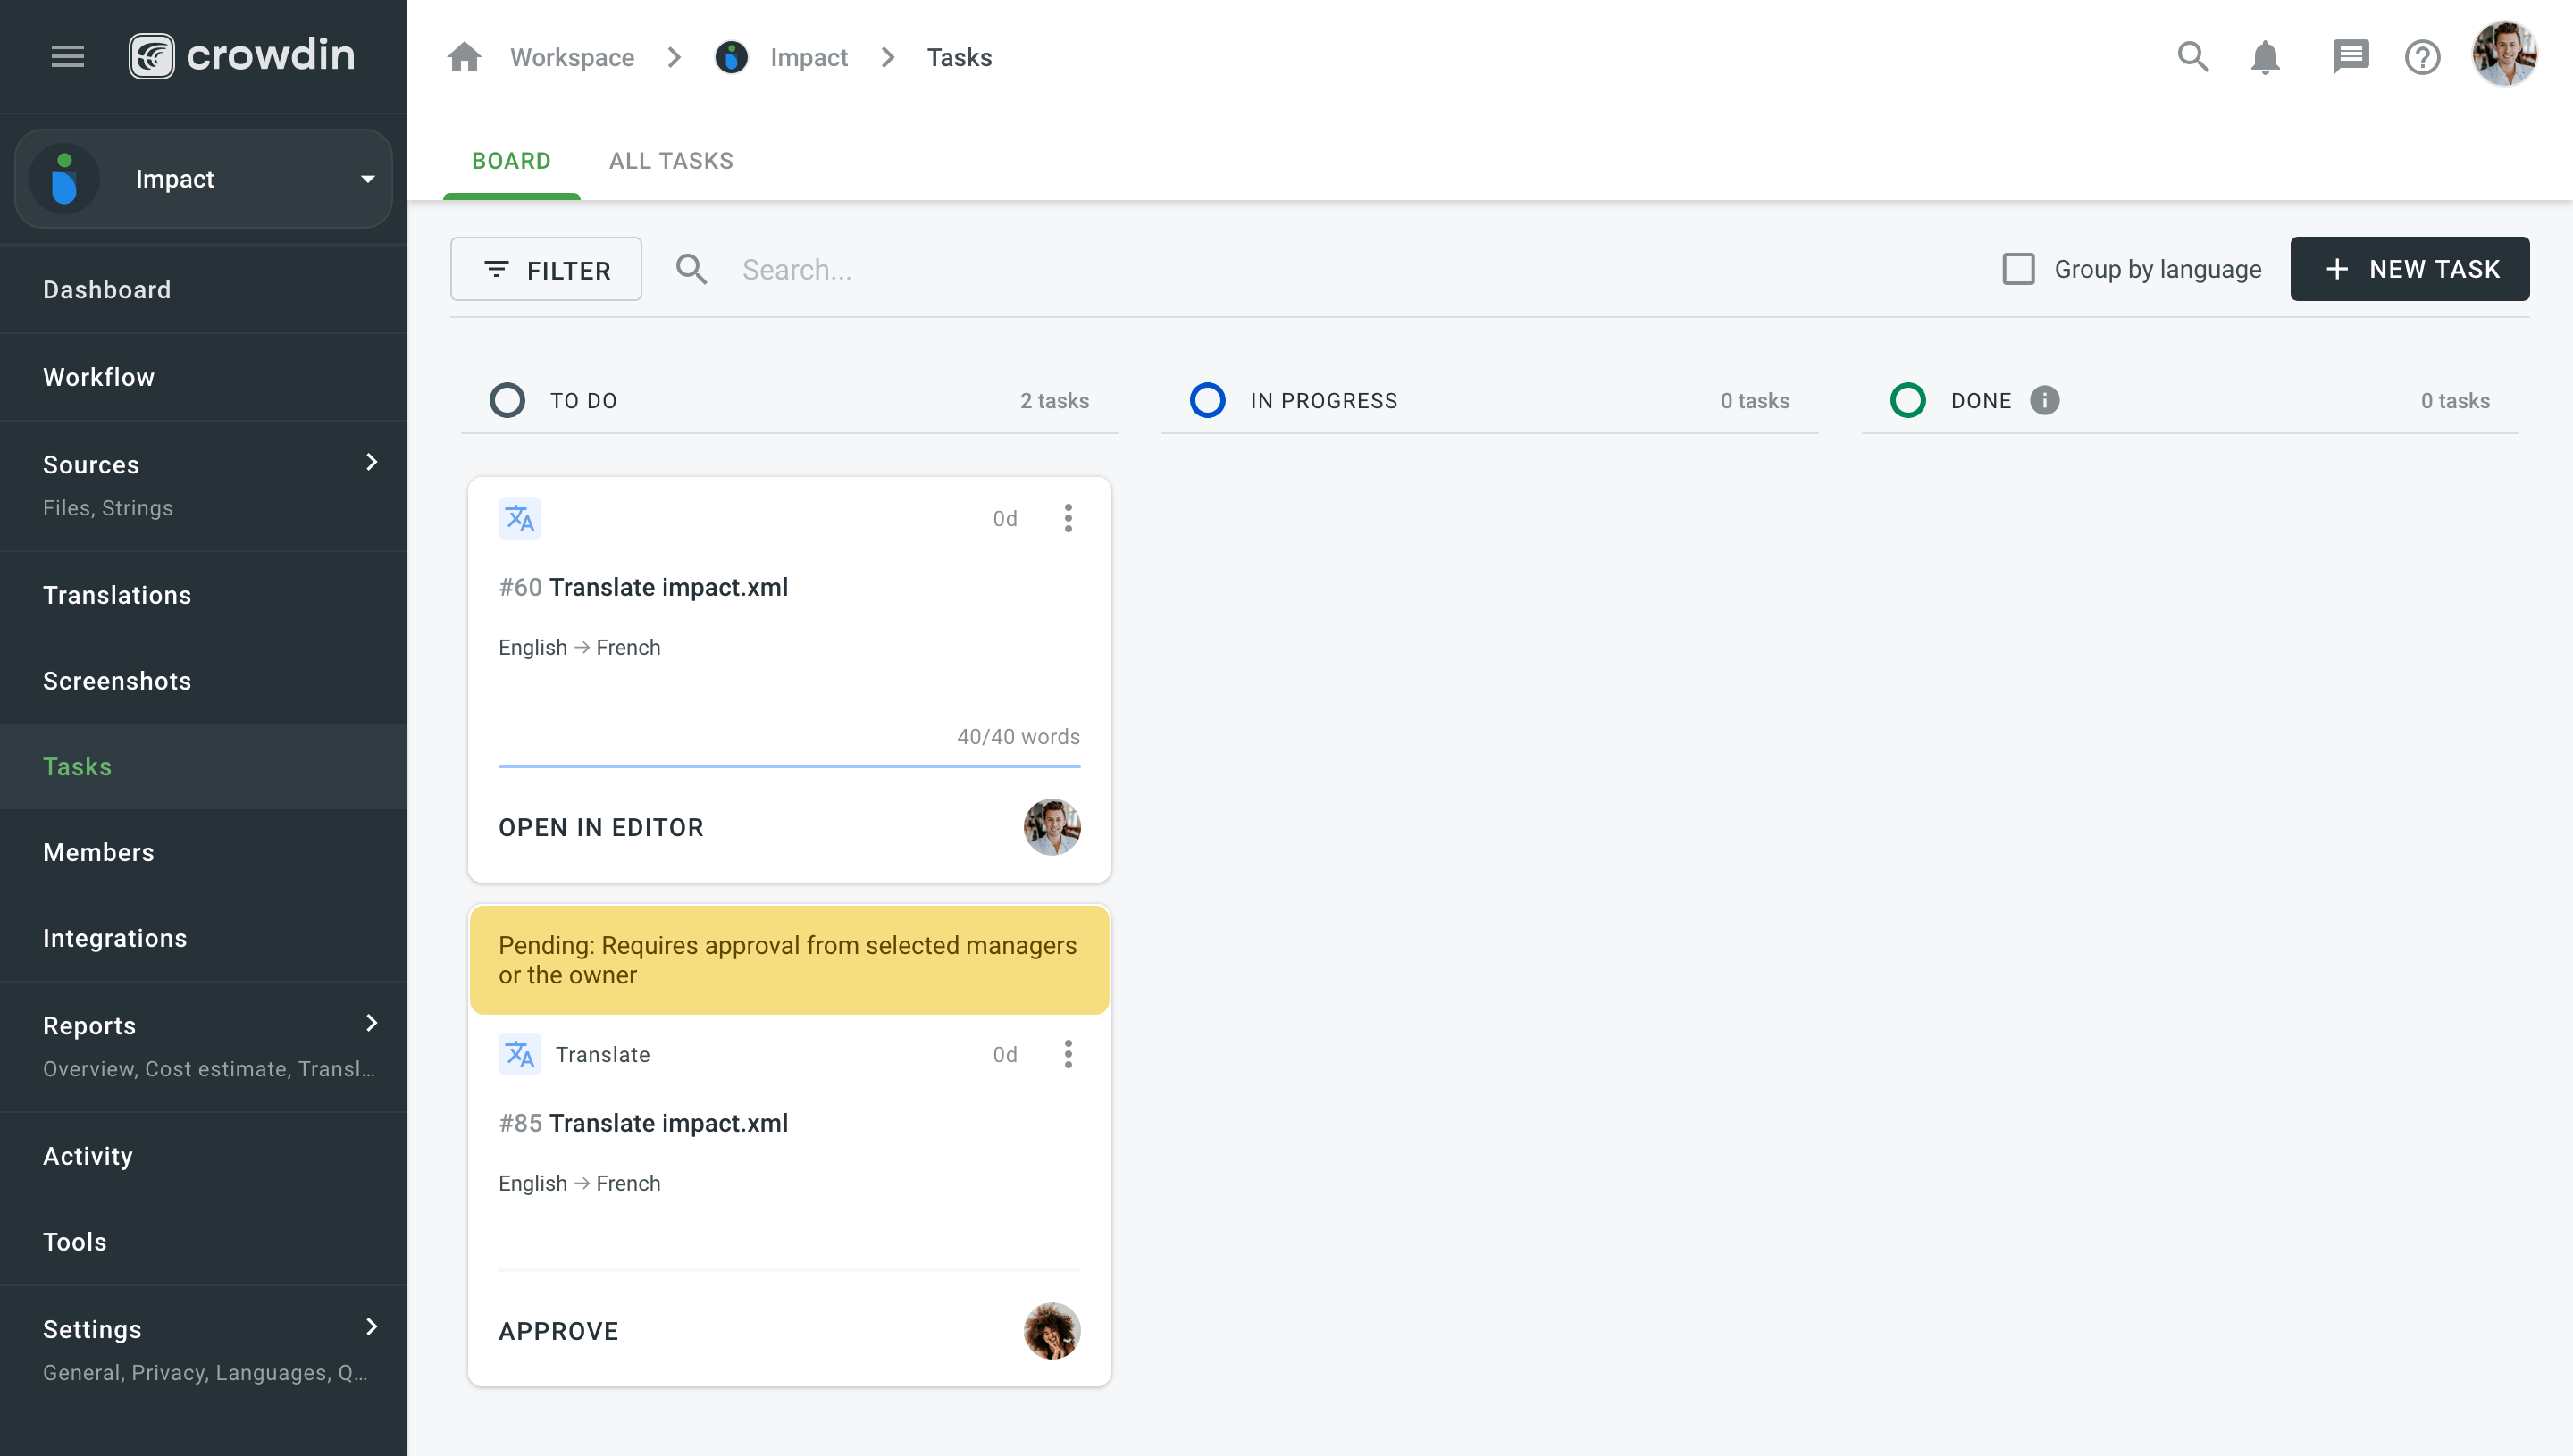 crowdin
Impact
Dashboard
Workflow
Sources
Files, Strings
Translations
Screenshots
Tasks
Members
Integrations
Reports
Overview, Cost estimate, Transl...
Activity
Tools
Settings
General, Privacy, Languages, Q...
Workspace
Impact
Tasks
BOARD
ALL TASKS
FILTER
Search...
Group by language
NEW TASK
TO DO
2 tasks
IN PROGRESS
0 tasks
DONE
0 tasks
0d
#60 Translate impact.xml
English → French
40/40 words
OPEN IN EDITOR
Pending: Requires approval from selected managers
or the owner
Translate
0d
#85 Translate impact.xml
English → French
APPROVE